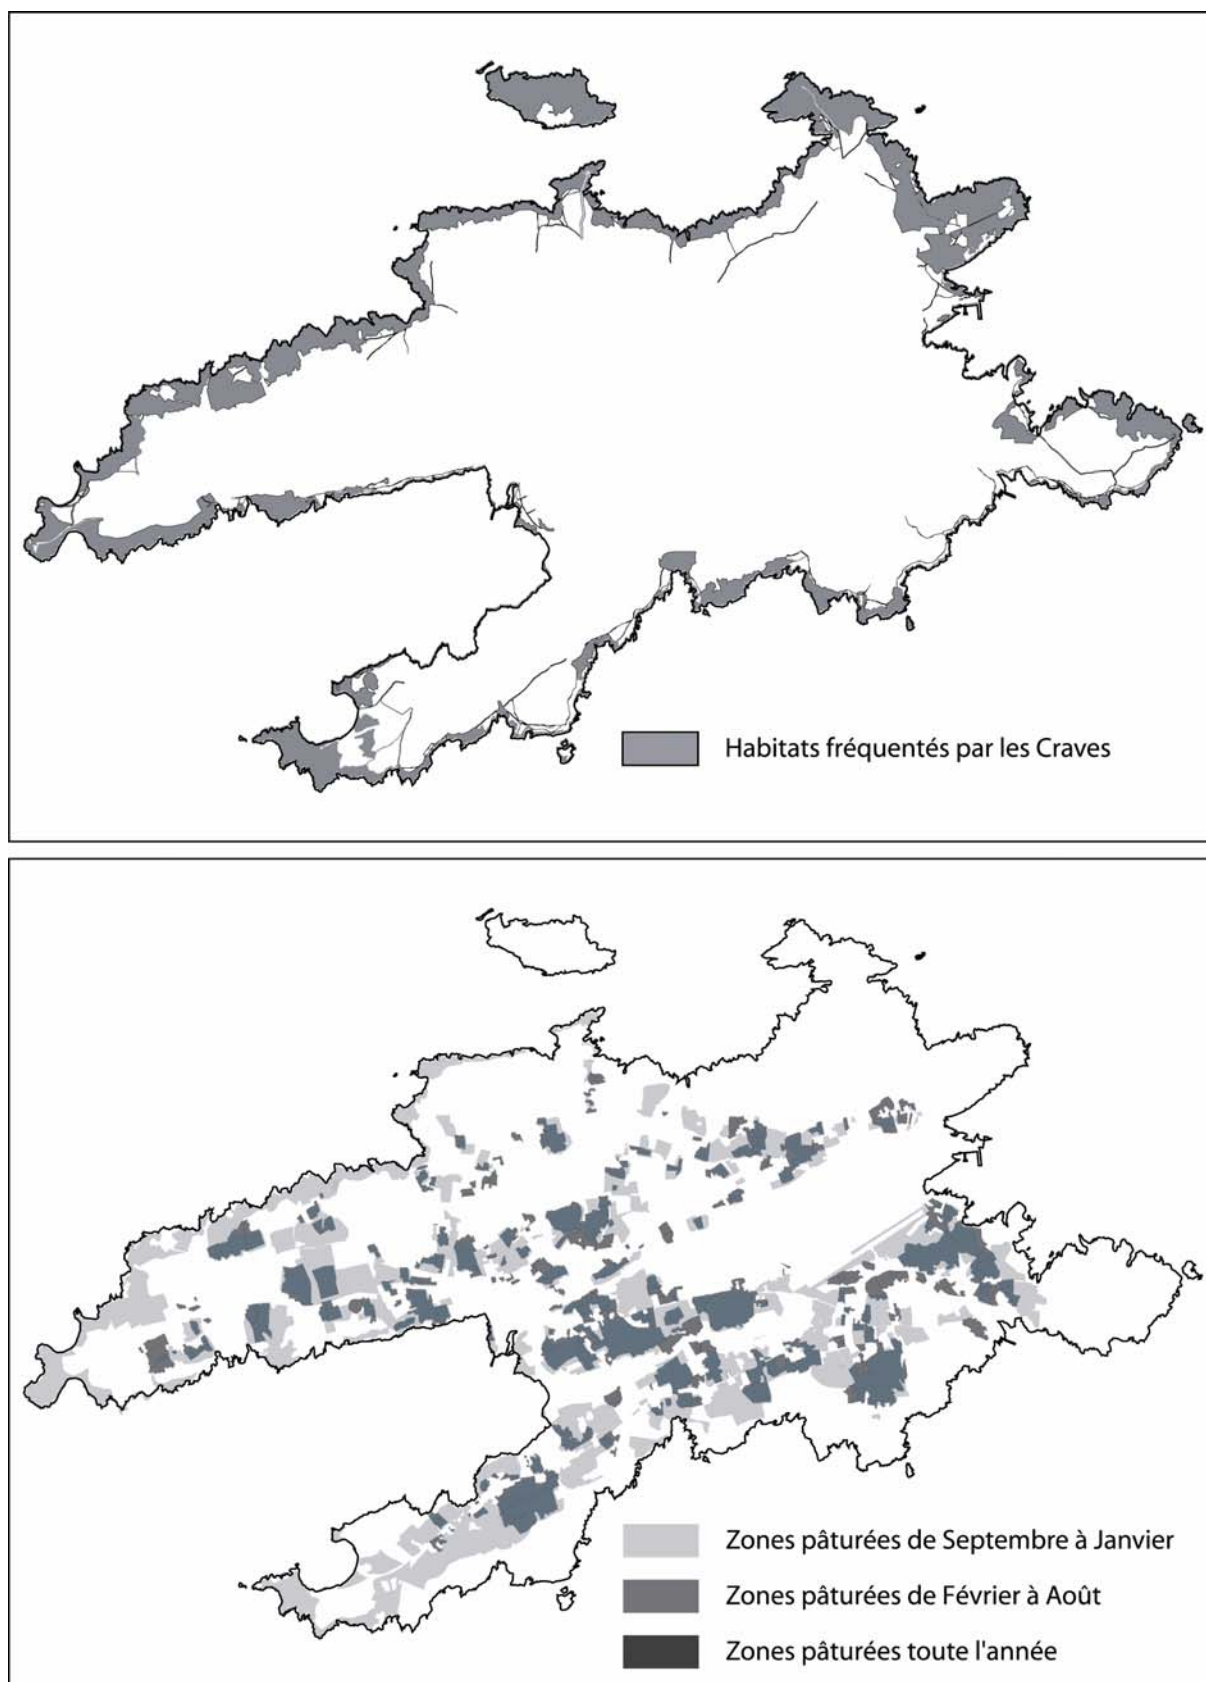 Habitats fréquentés par les Craves
Zones pâturées de Septembre à Janvier
Zones pâturées de Février à Août
Zones pâturées toute l'année